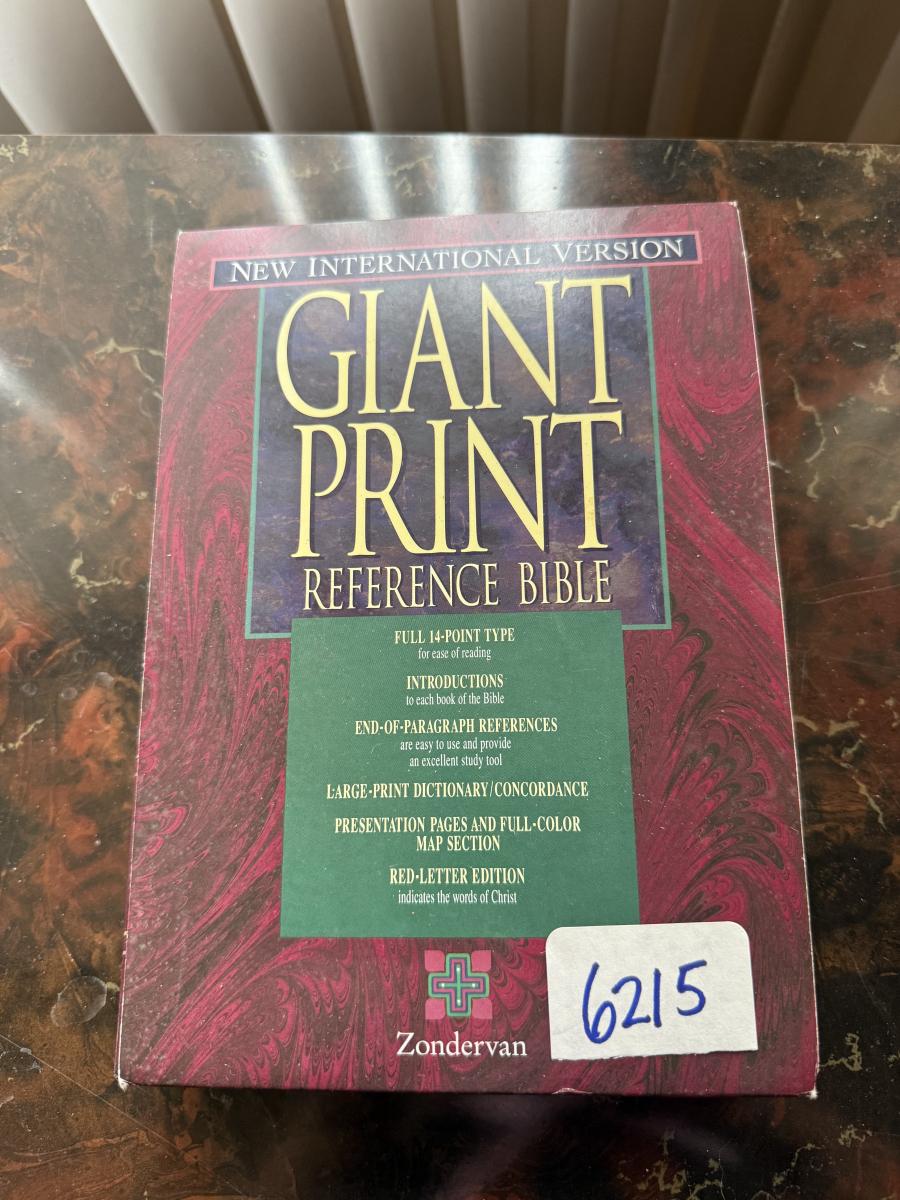 NEW INTERNATIONAL VERSION
GIANT
PRINT
REFERENCE BIBLE
FULL 14-POINT TYPE
for ease of reading
INTRODUCTIONS
to each book of the Bible
END-OF-PARAGRAPH REFERENCES
are easy to use and provide
an excellent study tool
LARGE-PRINT DICTIONARY/CONCORDANCE
PRESENTATION PAGES AND FULL-COLOR
MAP SECTION
RED-LETTER EDITION
indicates the words of Christ
Zondervan
6215